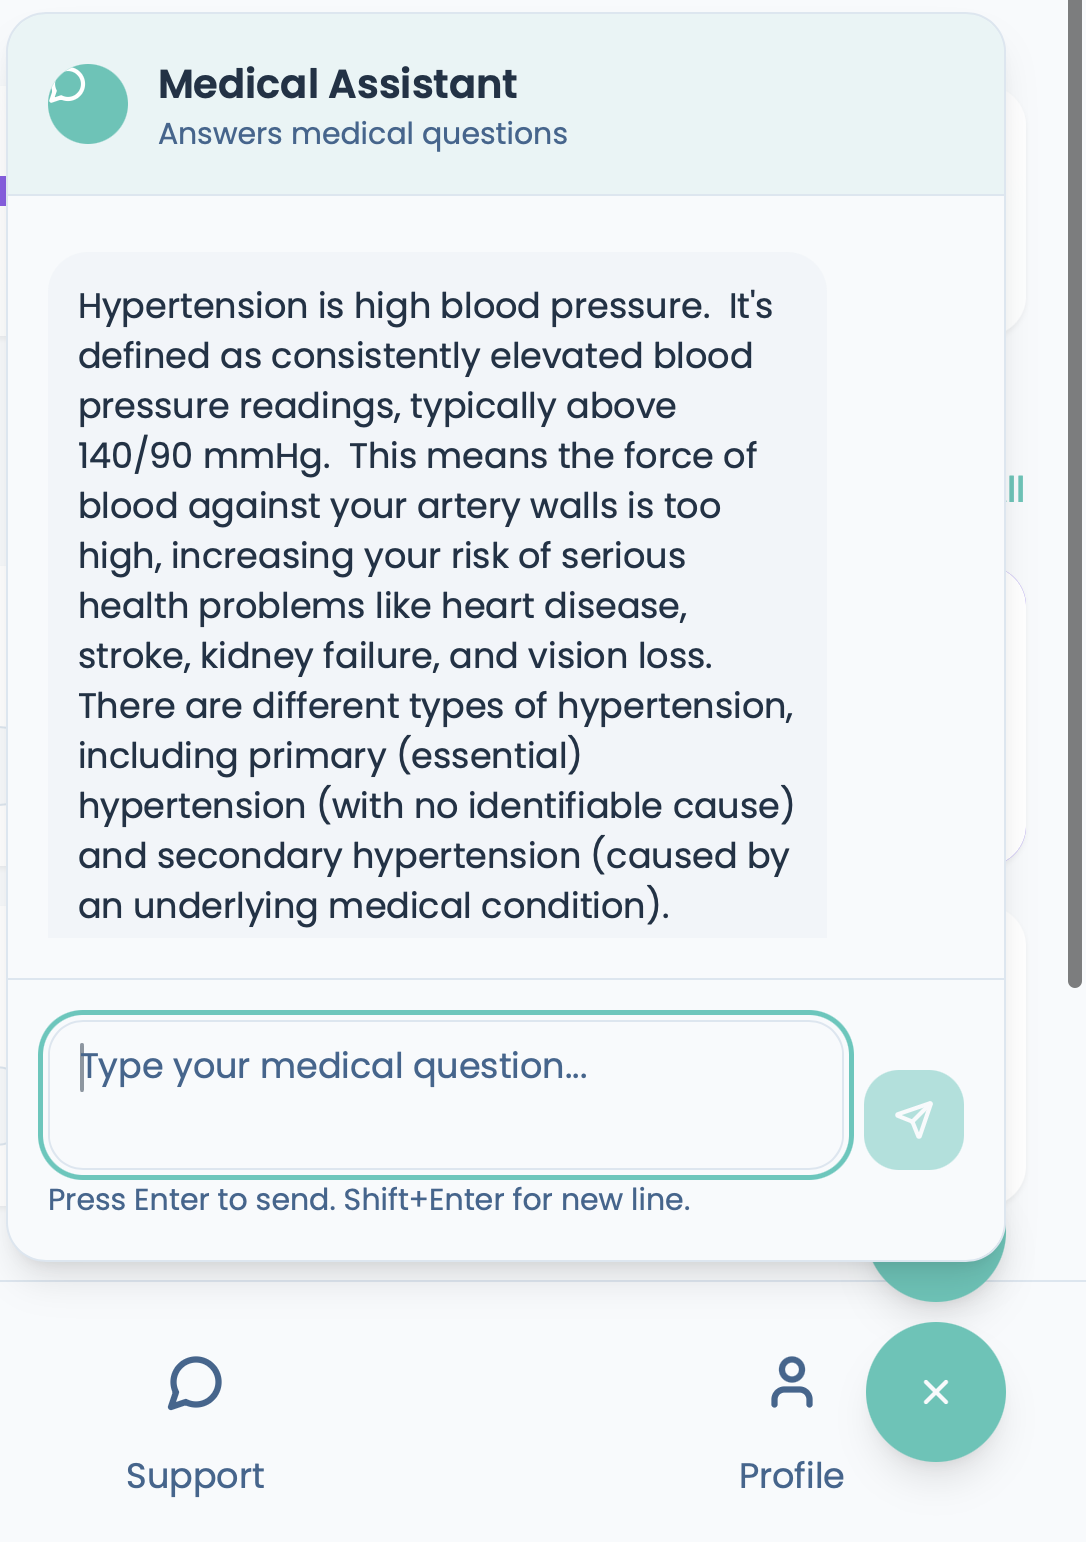 Medical Assistant
Answers medical questions
Hypertension is high blood pressure.  It's
defined as consistently elevated blood
pressure readings, typically above
140/90 mmHg.  This means the force of
blood against your artery walls is too
high, increasing your risk of serious
health problems like heart disease,
stroke, kidney failure, and vision loss.
There are different types of hypertension,
including primary (essential)
hypertension (with no identifiable cause)
and secondary hypertension (caused by
an underlying medical condition).
Type your medical question...
Press Enter to send. Shift+Enter for new line.
Support
Profile